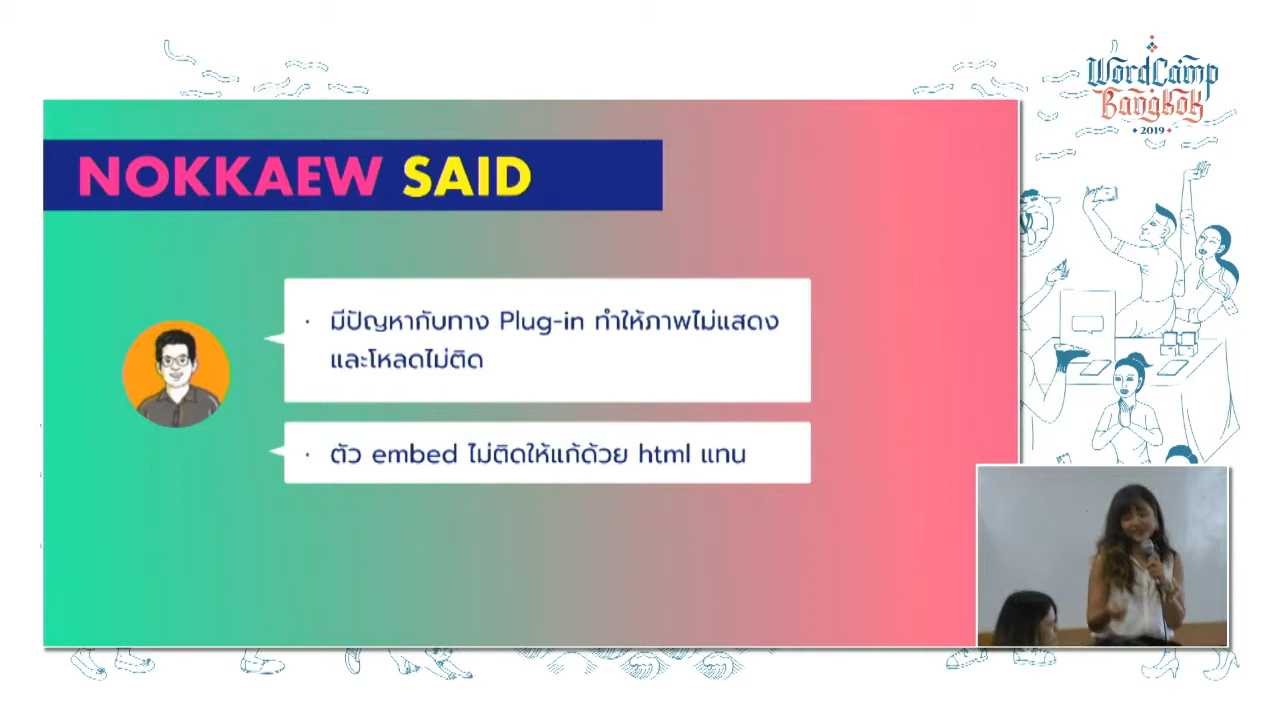 WordCamp
Bangkok
2019
NOKKAEW SAID
· มีปัญหากับทาง Plug-in ทำให้ภาพไม่แสดง
และโหลดไม่ติด
· ตัว embed ไม่ติดให้แก้ด้วย html แทน